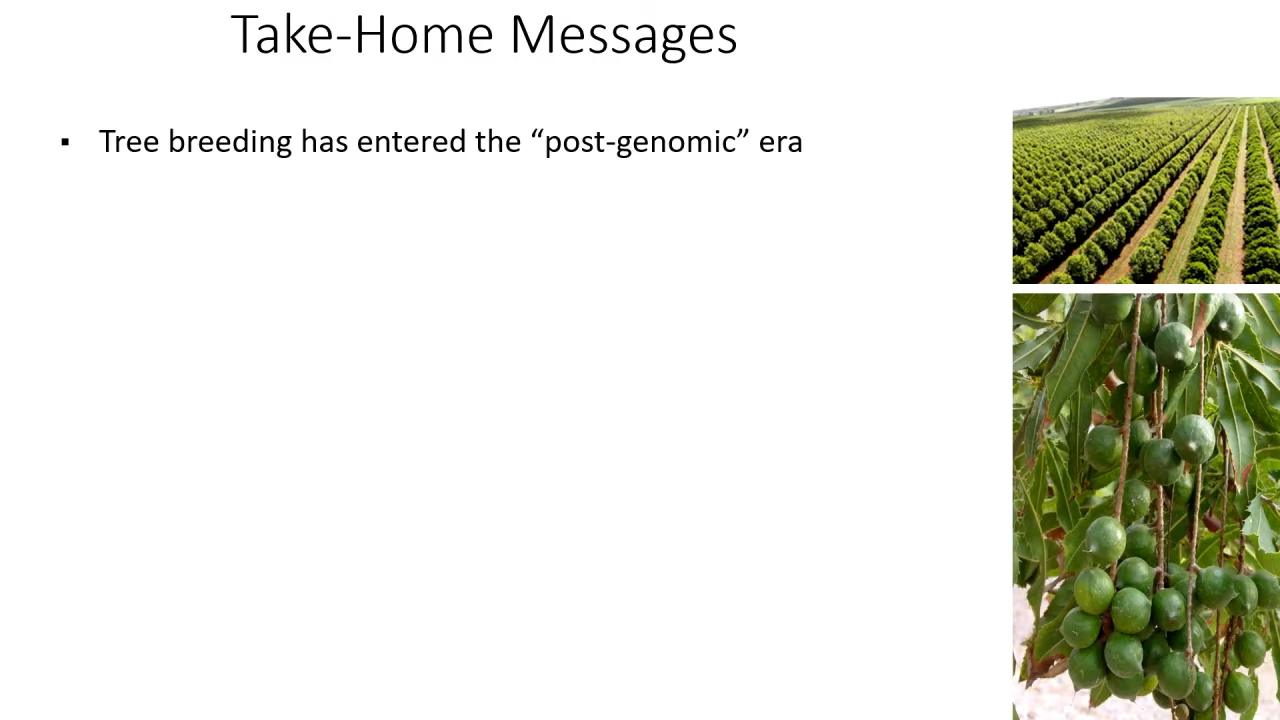 Take-Home Messages
▪ Tree breeding has entered the “post-genomic” era